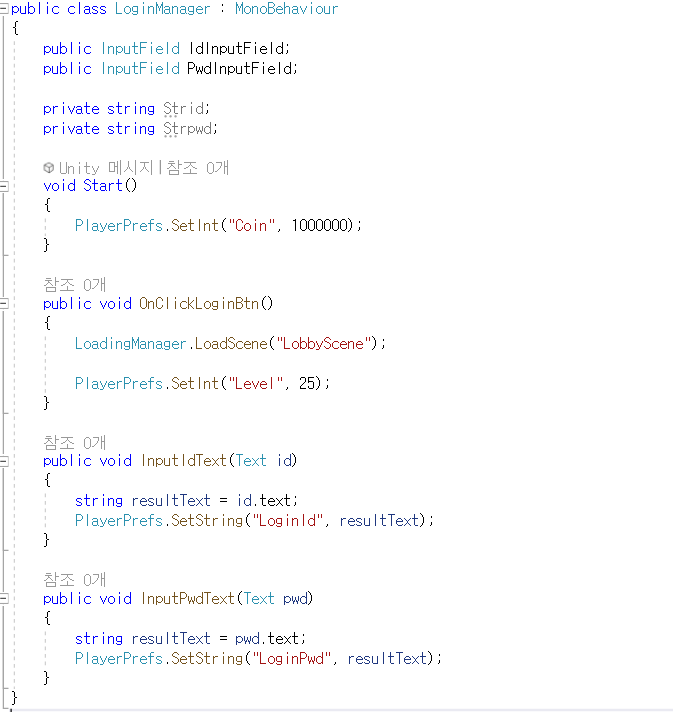 public class LoginManager : MonoBehaviour
{
    public InputField IdInputField;
    public InputField PwdInputField;

    private string Strid;
    private string Strpwd;

    Unity 메시지|참조 0개
    void Start()
    {
        PlayerPrefs.SetInt("Coin", 1000000);
    }

    참조 0개
    public void OnClickLoginBtn()
    {
        LoadingManager.LoadScene("LobbyScene");

        PlayerPrefs.SetInt("Level", 25);
    }

    참조 0개
    public void InputIdText(Text id)
    {
        string resultText = id.text;
        PlayerPrefs.SetString("LoginId", resultText);
    }

    참조 0개
    public void InputPwdText(Text pwd)
    {
        string resultText = pwd.text;
        PlayerPrefs.SetString("LoginPwd", resultText);
    }
}